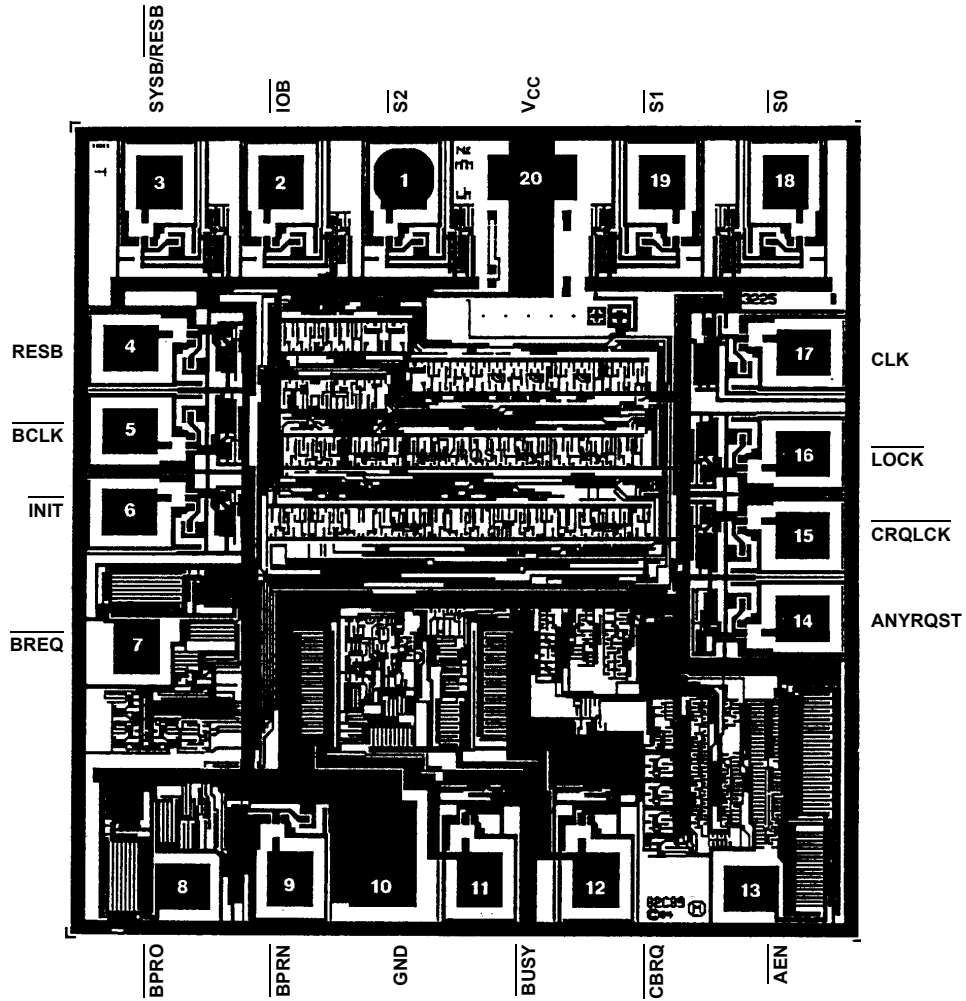 SYSB/RESB
IOB
S2
VCC
S1
S0
3
2
1
20
19
18
3225
RESB
4
17
CLK
BCLK
5
16
LOCK
INIT
6
15
CRQLCK
BREQ
7
14
ANYRQST
8
9
10
11
12
82C89
M
13
BPRO
BPRN
GND
BUSY
CBRQ
AEN